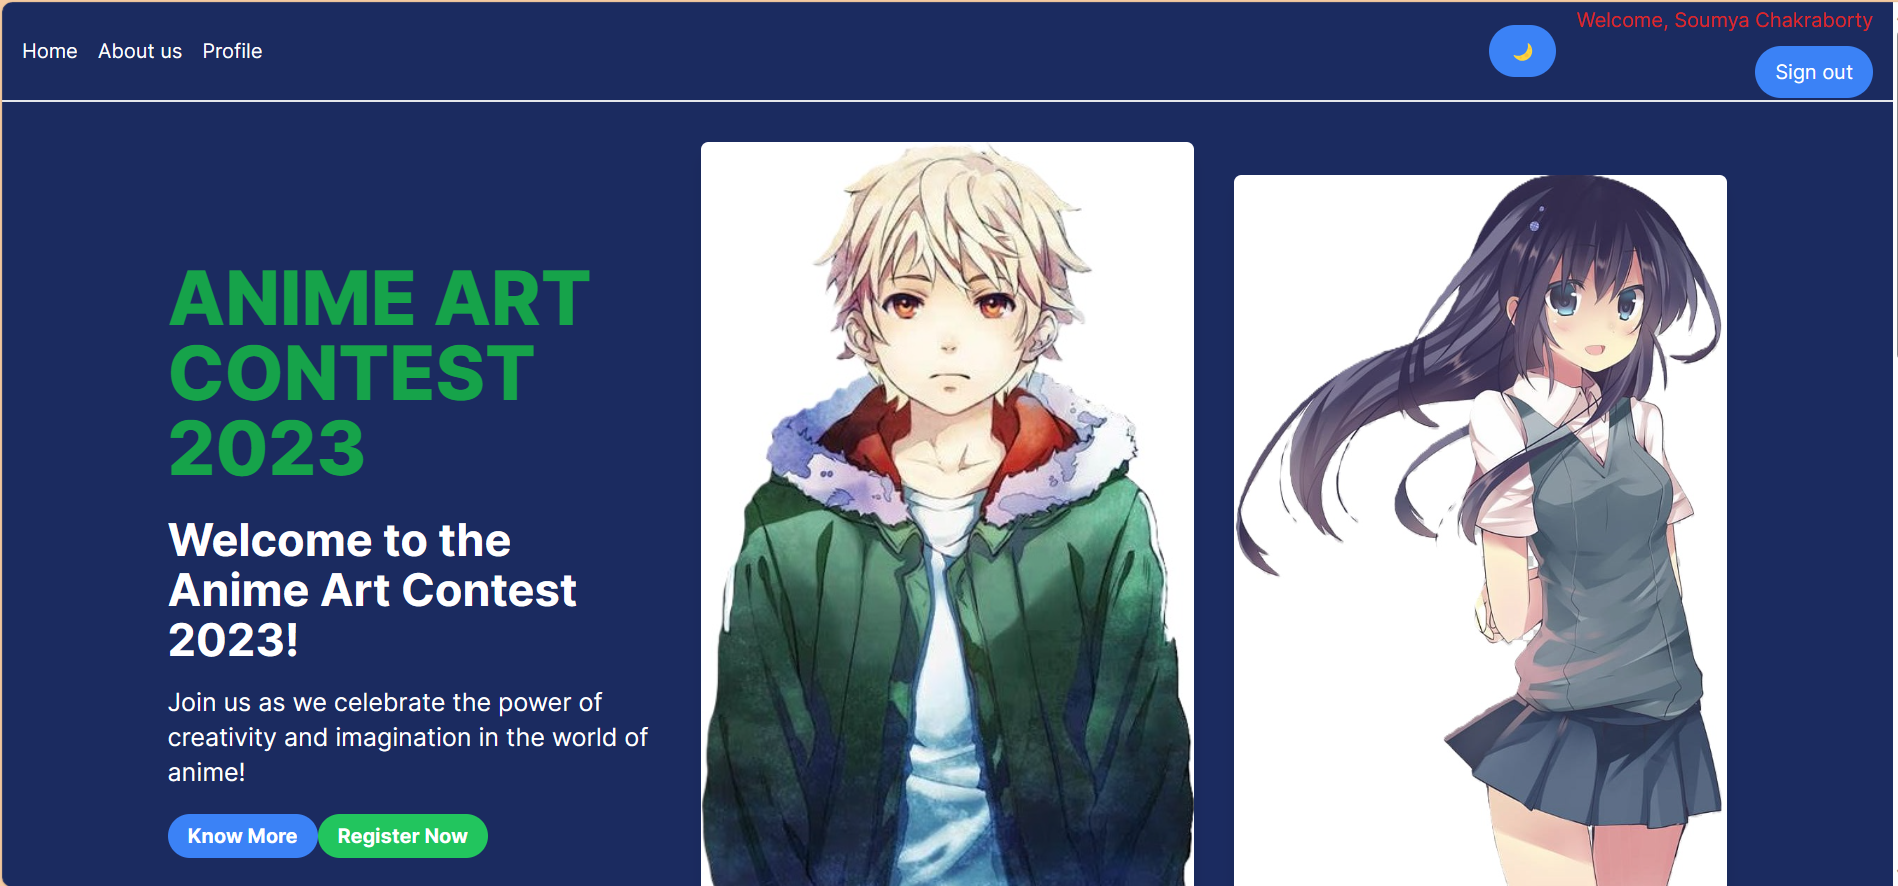 Home About us Profile
🌙
Welcome, Soumya Chakraborty
Sign out
ANIME ART
CONTEST
2023
Welcome to the
Anime Art Contest
2023!
Join us as we celebrate the power of
creativity and imagination in the world of
anime!
Know More Register Now